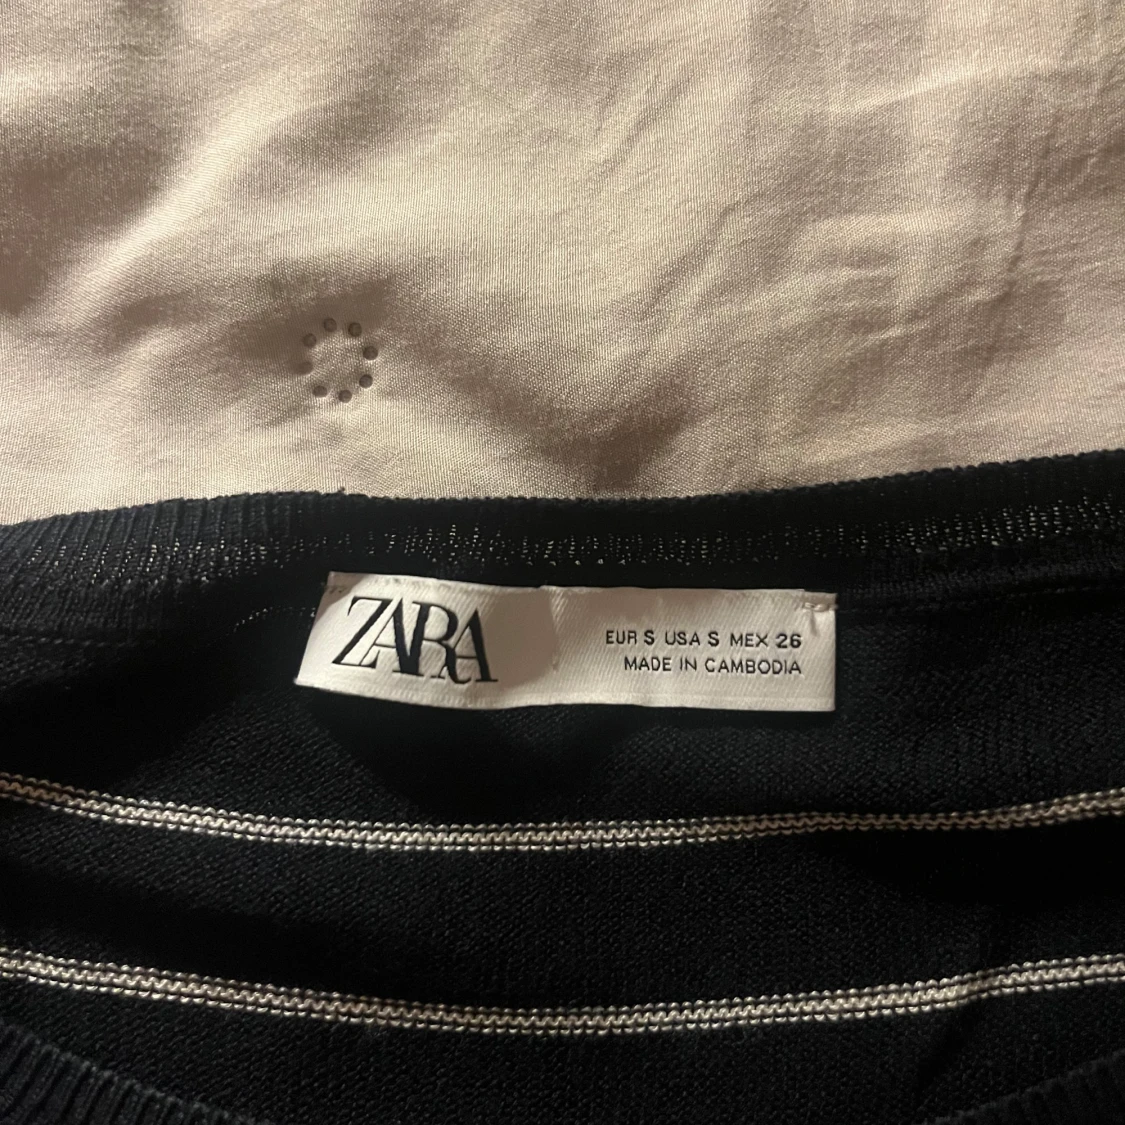 ZARA
EUR S USA S MEX 26
MADE IN CAMBODIA